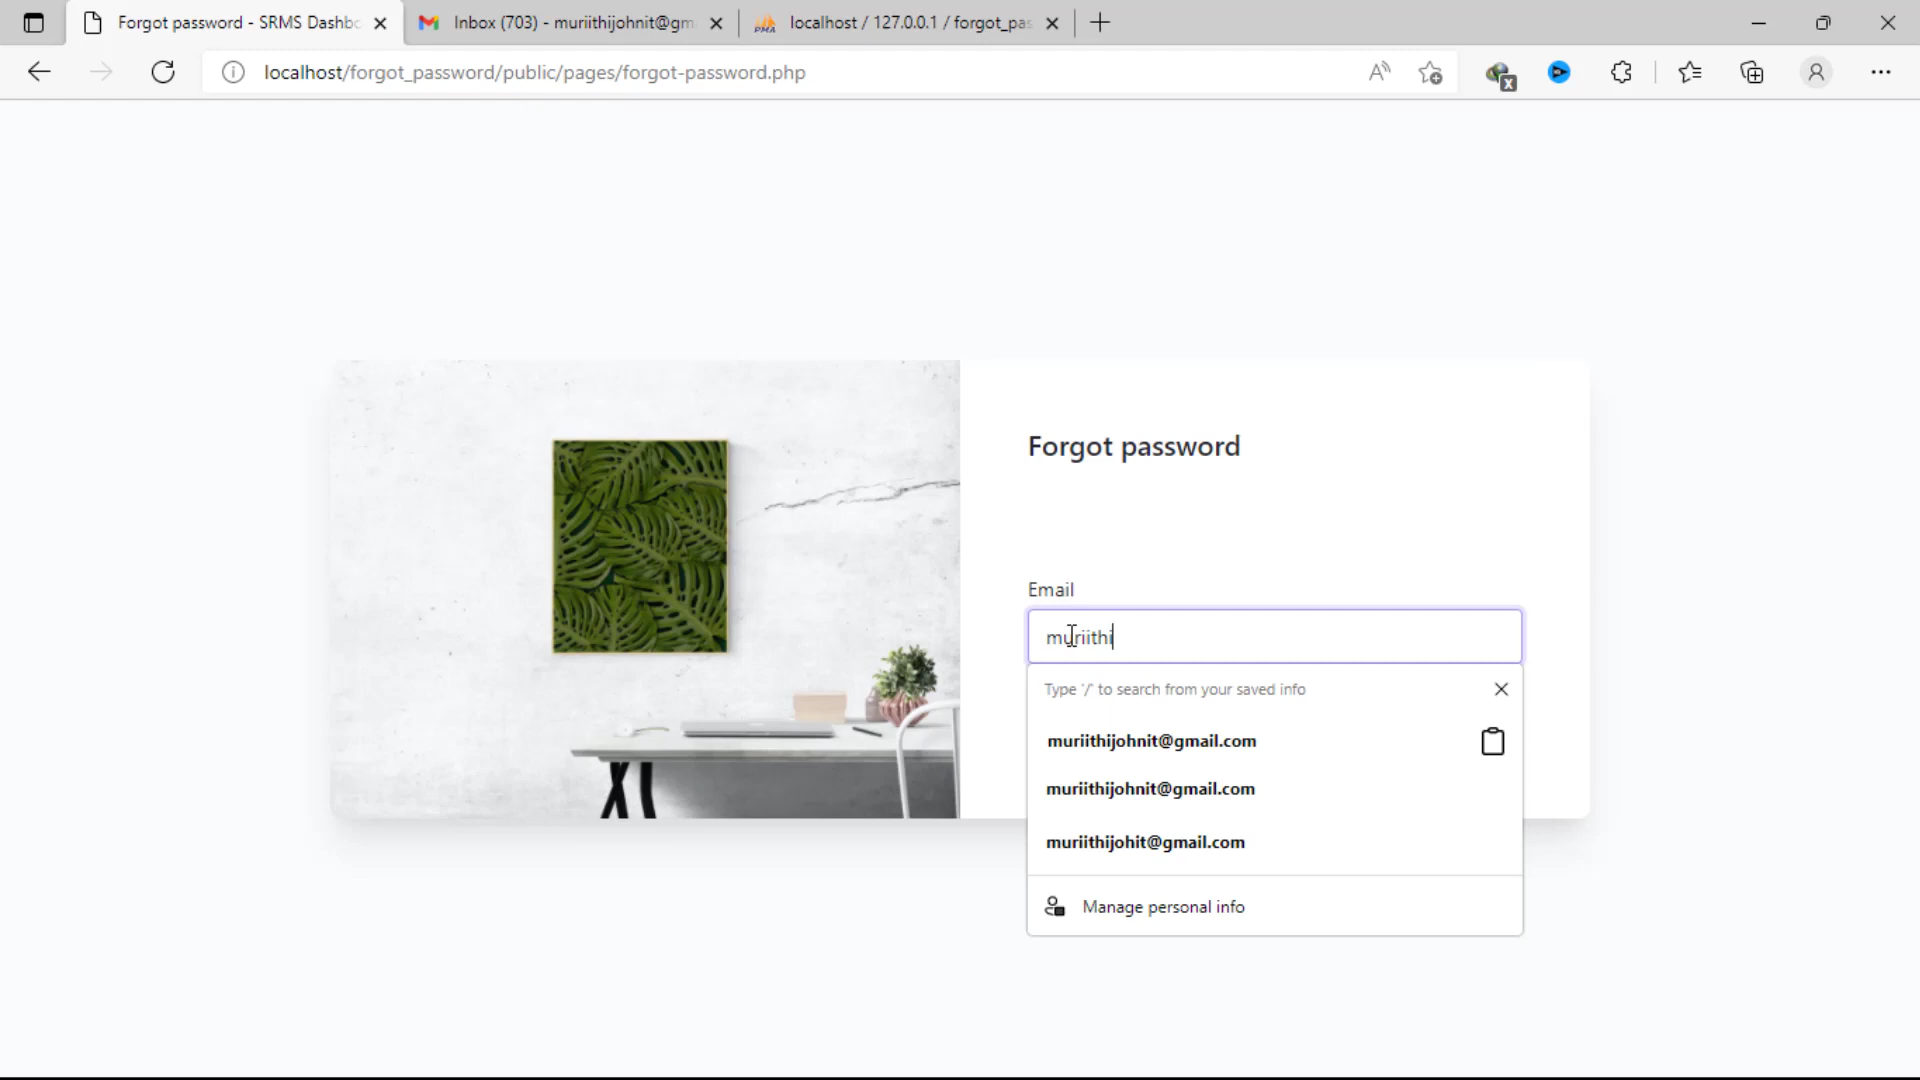 Forgot password - SRMS Dashbo
Inbox (703) - muriithijohnit@gm
PMA
localhost / 127.0.0.1 / forgot_pas
localhost/forgot_password/public/pages/forgot-password.php
A
x
Forgot password
Email
muriithi
Type '/' to search from your saved info
muriithijohnit@gmail.com
muriithijohnit@gmail.com
muriithijohit@gmail.com
Manage personal info